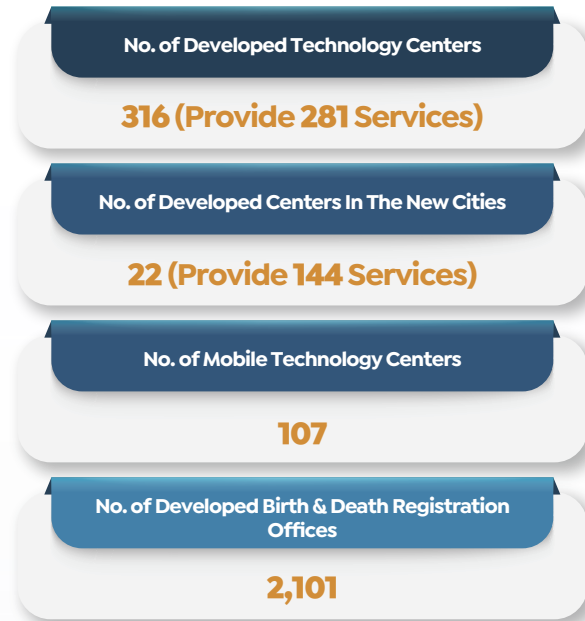 No. of Developed Technology Centers
316 (Provide 281 Services)
No. of Developed Centers In The New Cities
22 (Provide 144 Services)
No. of Mobile Technology Centers
107
No. of Developed Birth & Death Registration
Offices
2,101